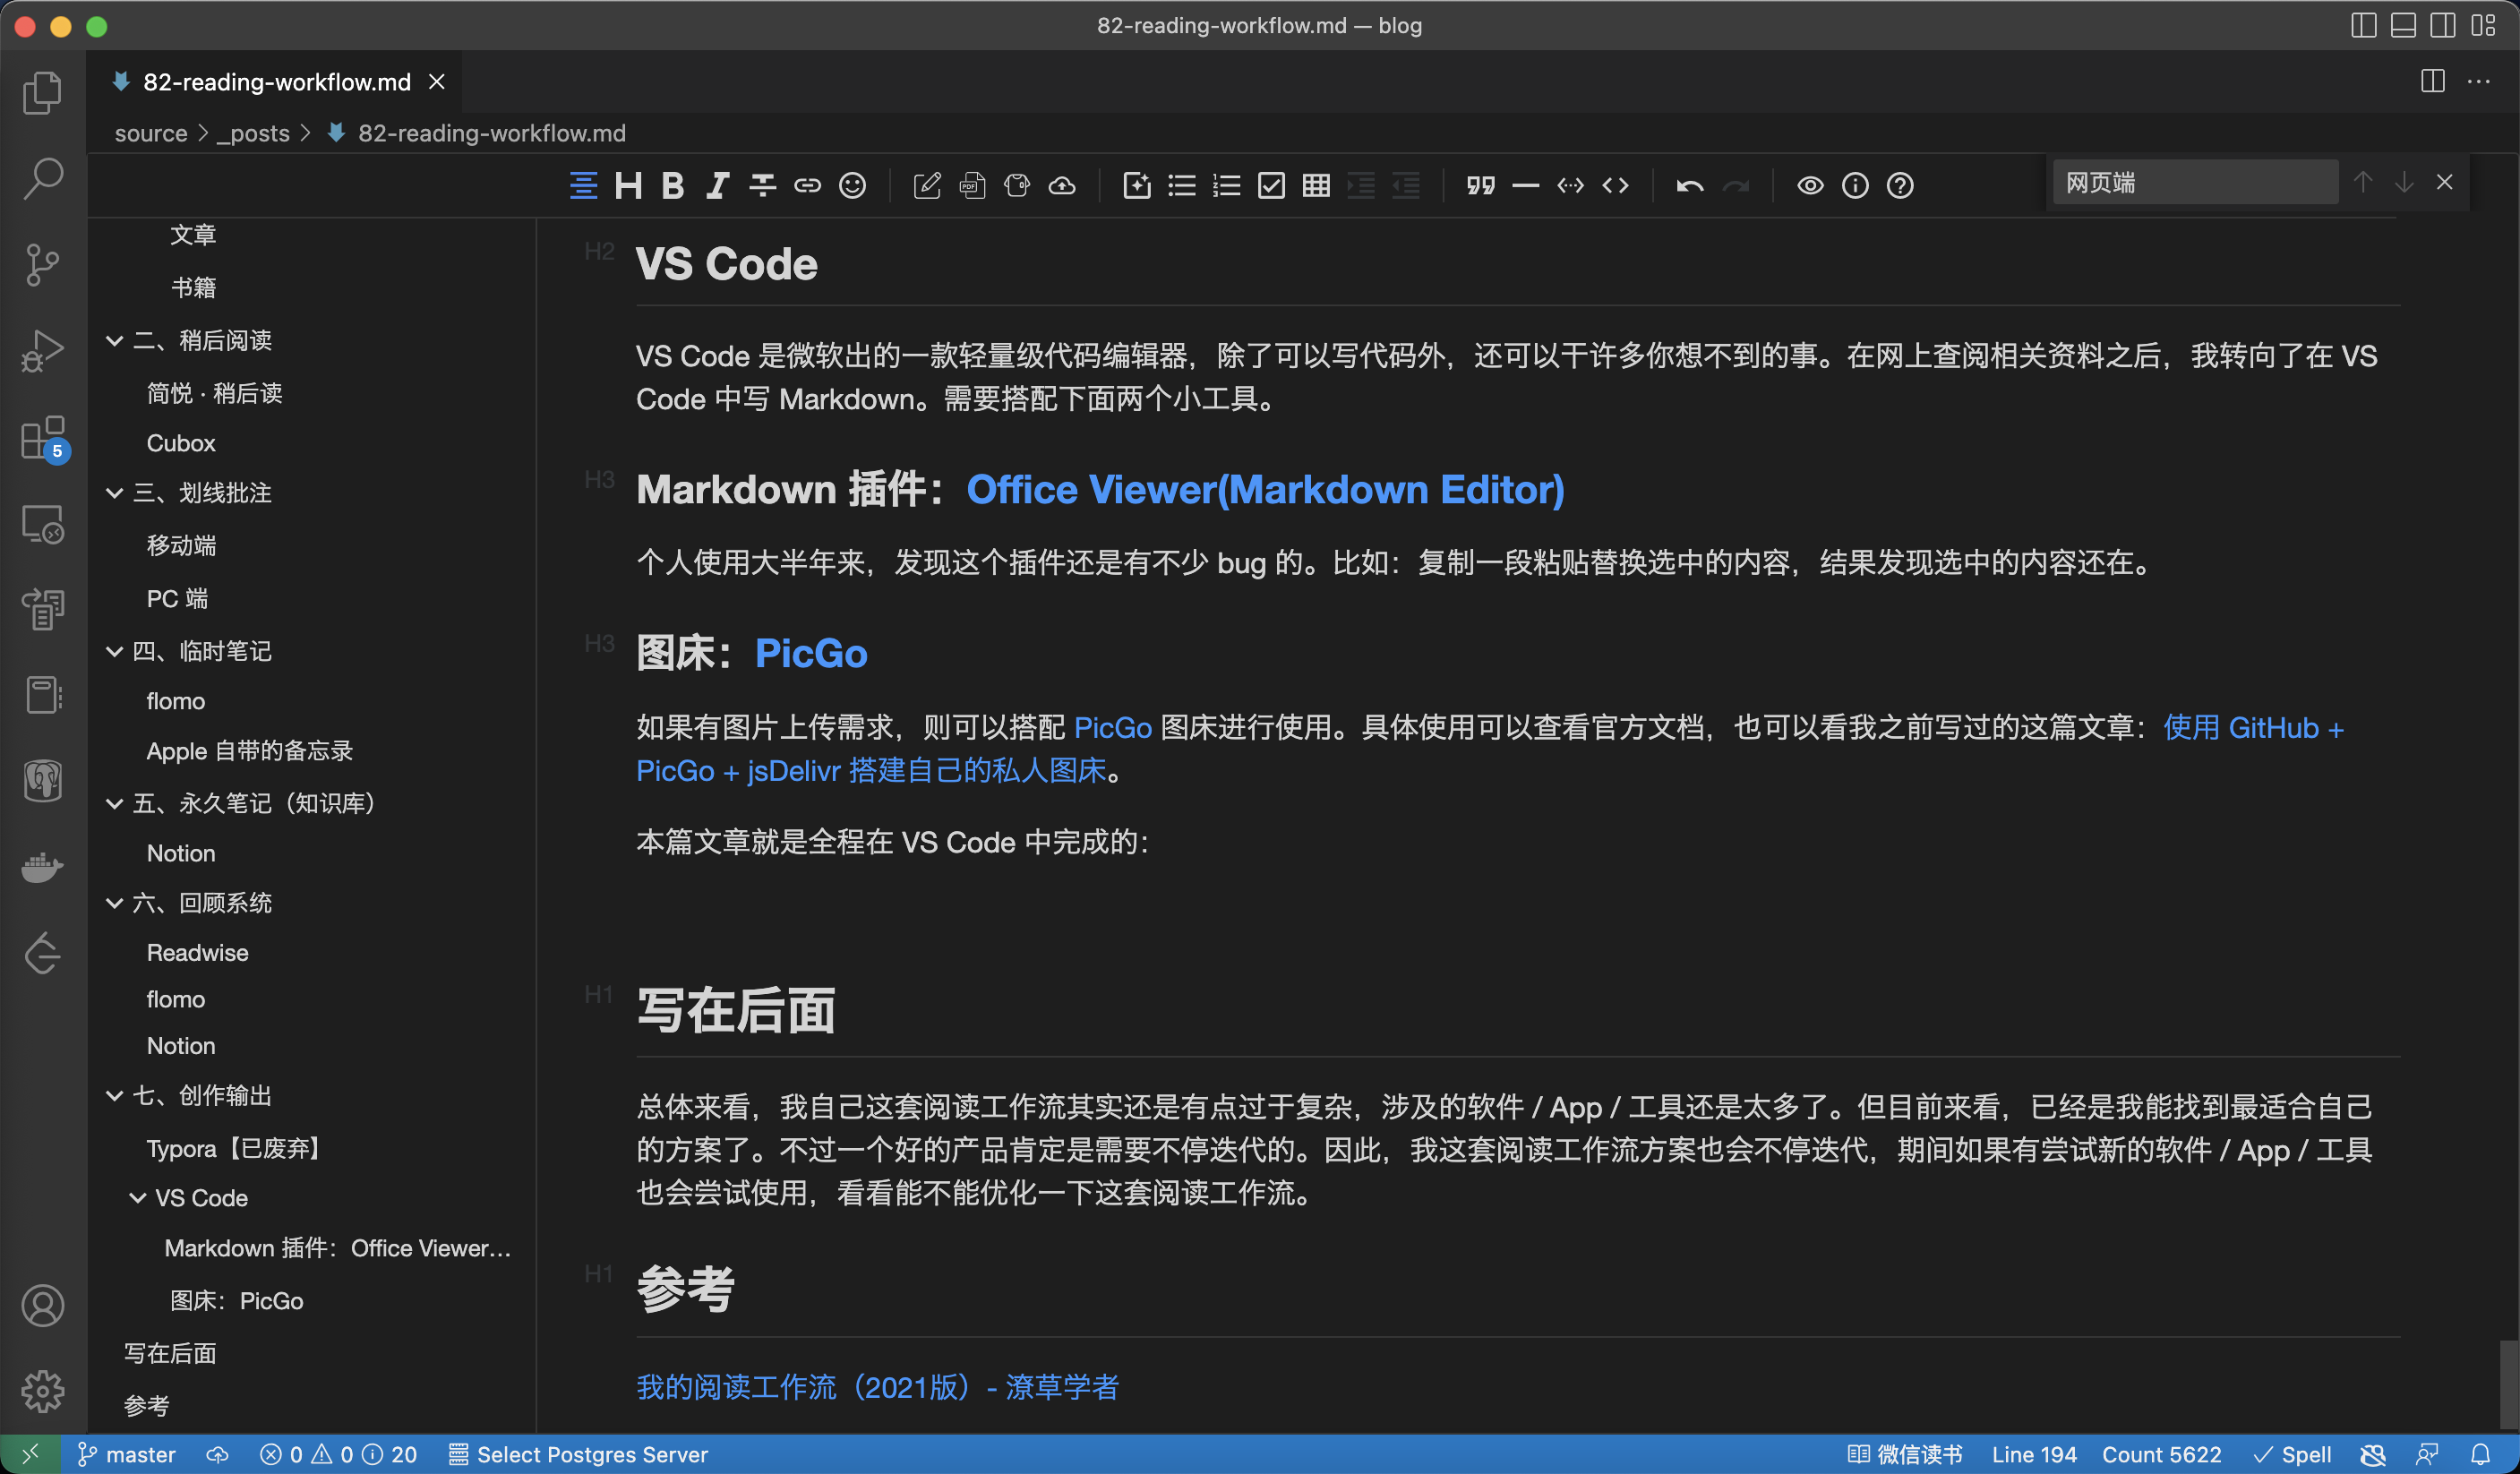 82-reading-workflow.md — blog
82-reading-workflow.md
source > _posts > 82-reading-workflow.md
网页端
文章
书籍
二、稍后阅读
简悦 · 稍后读
Cubox
三、划线批注
移动端
PC 端
四、临时笔记
flomo
Apple 自带的备忘录
五、永久笔记（知识库）
Notion
六、回顾系统
Readwise
flomo
Notion
七、创作输出
Typora【已废弃】
VS Code
Markdown 插件：Office Viewer...
图床：PicGo
写在后面
参考
5
H2 VS Code
VS Code 是微软出的一款轻量级代码编辑器，除了可以写代码外，还可以干许多你想不到的事。在网上查阅相关资料之后，我转向了在 VS
Code 中写 Markdown。需要搭配下面两个小工具。
H3 Markdown 插件：Office Viewer(Markdown Editor)
个人使用大半年来，发现这个插件还是有不少 bug 的。比如：复制一段粘贴替换选中的内容，结果发现选中的内容还在。
H3 图床：PicGo
如果有图片上传需求，则可以搭配 PicGo 图床进行使用。具体使用可以查看官方文档，也可以看我之前写过的这篇文章：使用 GitHub +
PicGo + jsDelivr 搭建自己的私人图床。
本篇文章就是全程在 VS Code 中完成的：
H1 写在后面
总体来看，我自己这套阅读工作流其实还是有点过于复杂，涉及的软件 / App / 工具还是太多了。但目前来看，已经是我能找到最适合自己
的方案了。不过一个好的产品肯定是需要不停迭代的。因此，我这套阅读工作流方案也会不停迭代，期间如果有尝试新的软件 / App / 工具
也会尝试使用，看看能不能优化一下这套阅读工作流。
H1 参考
我的阅读工作流（2021版）- 潦草学者
master 0 0 20 Select Postgres Server 微信读书 Line 194 Count 5622 Spell